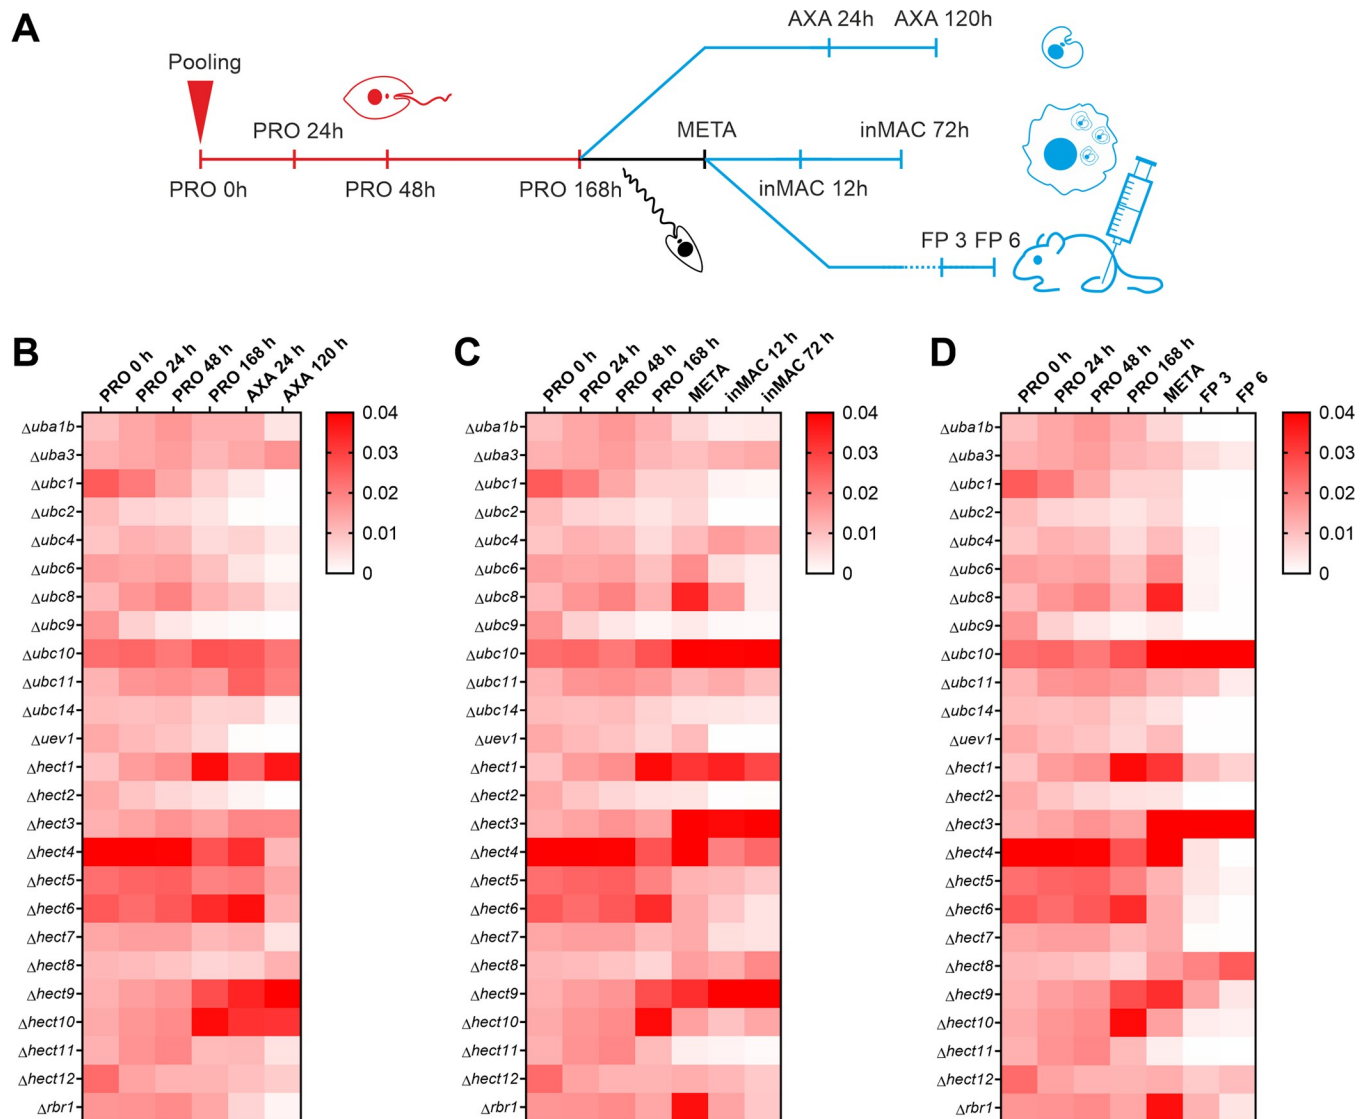 A
Pooling
PRO 0h
PRO 24h
PRO 48h
PRO 168h
META
AXA 24h AXA 120h
inMAC 12h
inMAC 72h
FP 3 FP 6
B
PRO 0 h
PRO 24 h
PRO 48 h
PRO 168 h
AXA 24 h
AXA 120 h
Δuba1b
Δuba3
Δubc1
Δubc2
Δubc4
Δubc6
Δubc8
Δubc9
Δubc10
Δubc11
Δubc14
Δuev1
Δhect1
Δhect2
Δhect3
Δhect4
Δhect5
Δhect6
Δhect7
Δhect8
Δhect9
Δhect10
Δhect11
Δhect12
Δrbr1
0.04
0.03
0.02
0.01
0
C
PRO 0 h
PRO 24 h
PRO 48 h
PRO 168 h
META
inMAC 12 h
inMAC 72 h
Δuba1b
Δuba3
Δubc1
Δubc2
Δubc4
Δubc6
Δubc8
Δubc9
Δubc10
Δubc11
Δubc14
Δuev1
Δhect1
Δhect2
Δhect3
Δhect4
Δhect5
Δhect6
Δhect7
Δhect8
Δhect9
Δhect10
Δhect11
Δhect12
Δrbr1
0.04
0.03
0.02
0.01
0
D
PRO 0 h
PRO 24 h
PRO 48 h
PRO 168 h
META
FP 3
FP 6
Δuba1b
Δuba3
Δubc1
Δubc2
Δubc4
Δubc6
Δubc8
Δubc9
Δubc10
Δubc11
Δubc14
Δuev1
Δhect1
Δhect2
Δhect3
Δhect4
Δhect5
Δhect6
Δhect7
Δhect8
Δhect9
Δhect10
Δhect11
Δhect12
Δrbr1
0.04
0.03
0.02
0.01
0